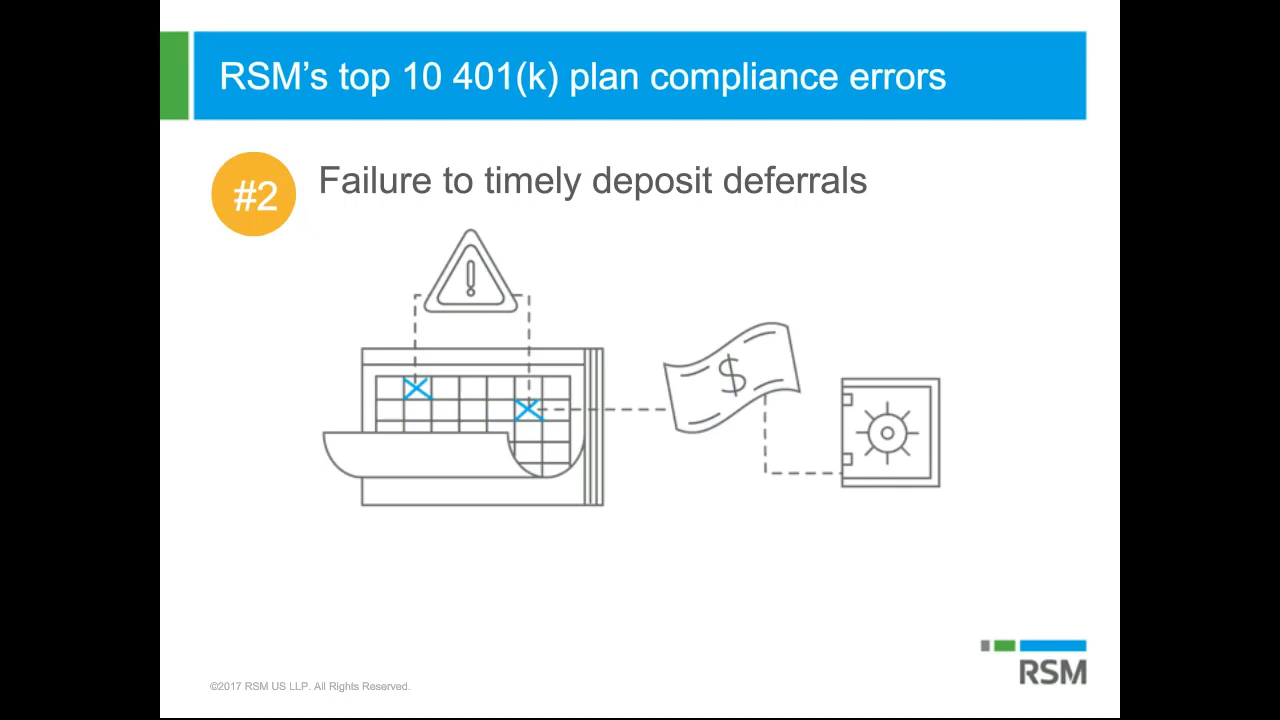 RSM’s top 10 401(k) plan compliance errors
#2
Failure to timely deposit deferrals
$
©2017 RSM US LLP. All Rights Reserved.
RSM